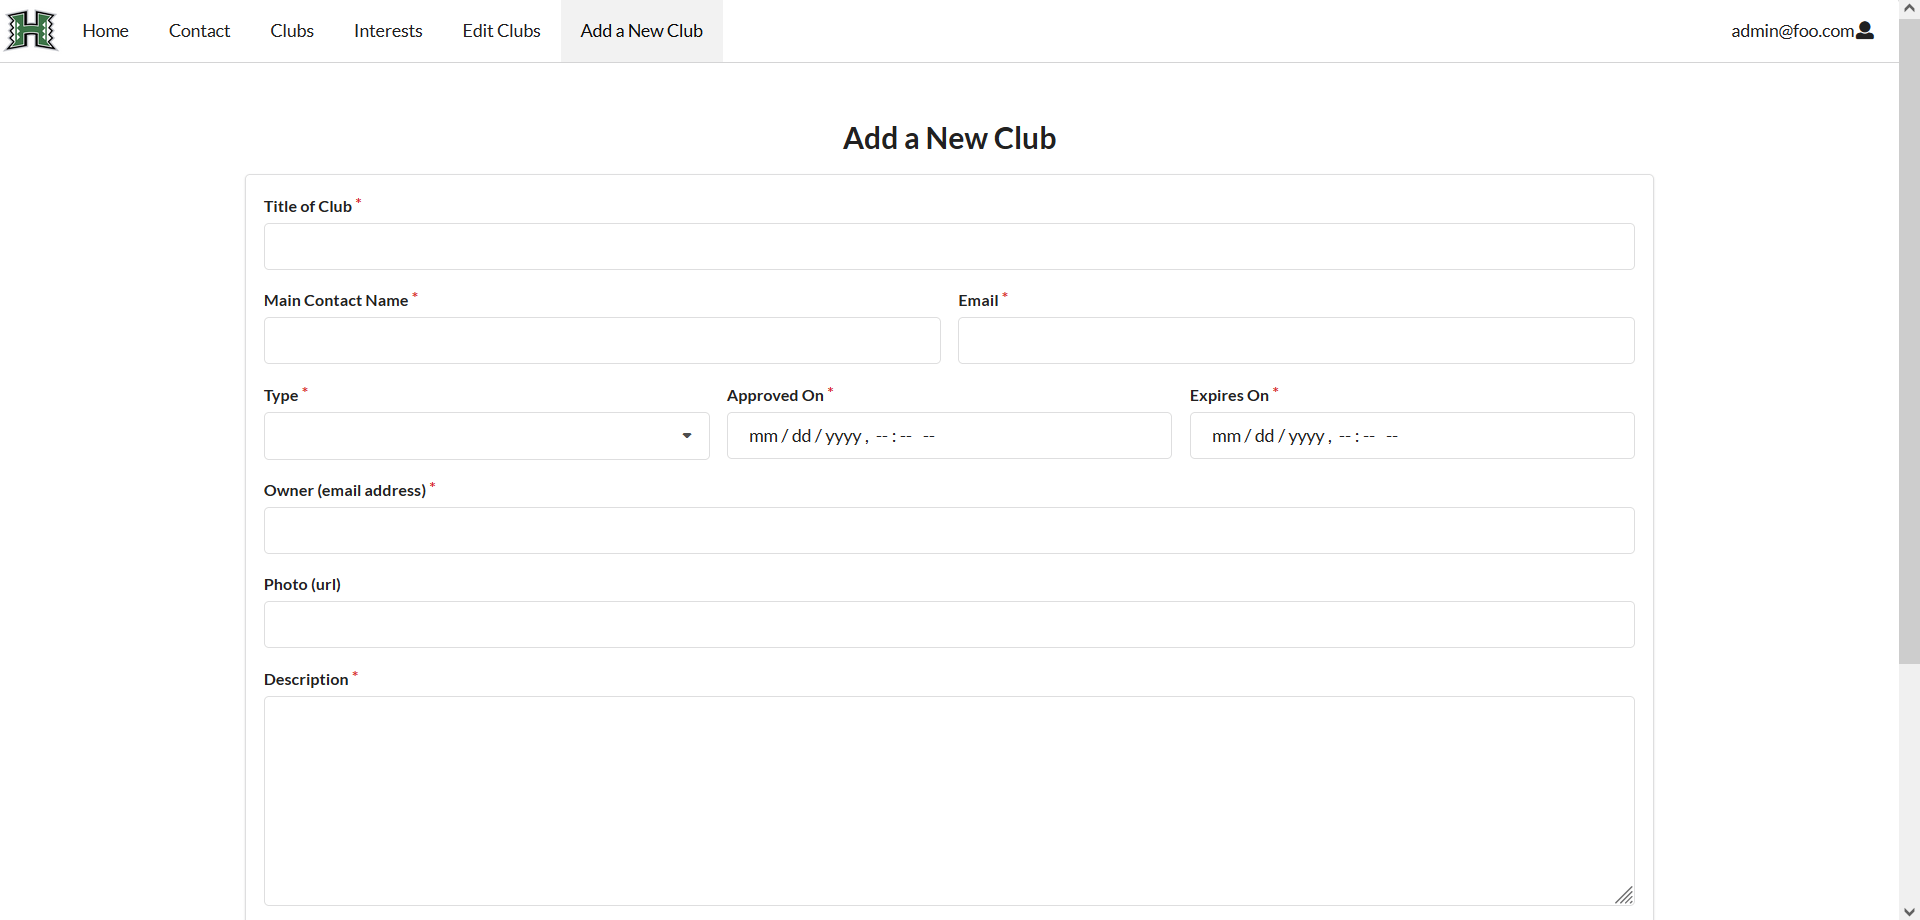 H
Home Contact Clubs Interests Edit Clubs Add a New Club admin@foo.com
Add a New Club
Title of Club *
Main Contact Name * Email *
Type * Approved On * Expires On *
mm / dd / yyyy , -- : -- -- mm / dd / yyyy , -- : -- --
Owner (email address) *
Photo (url)
Description *